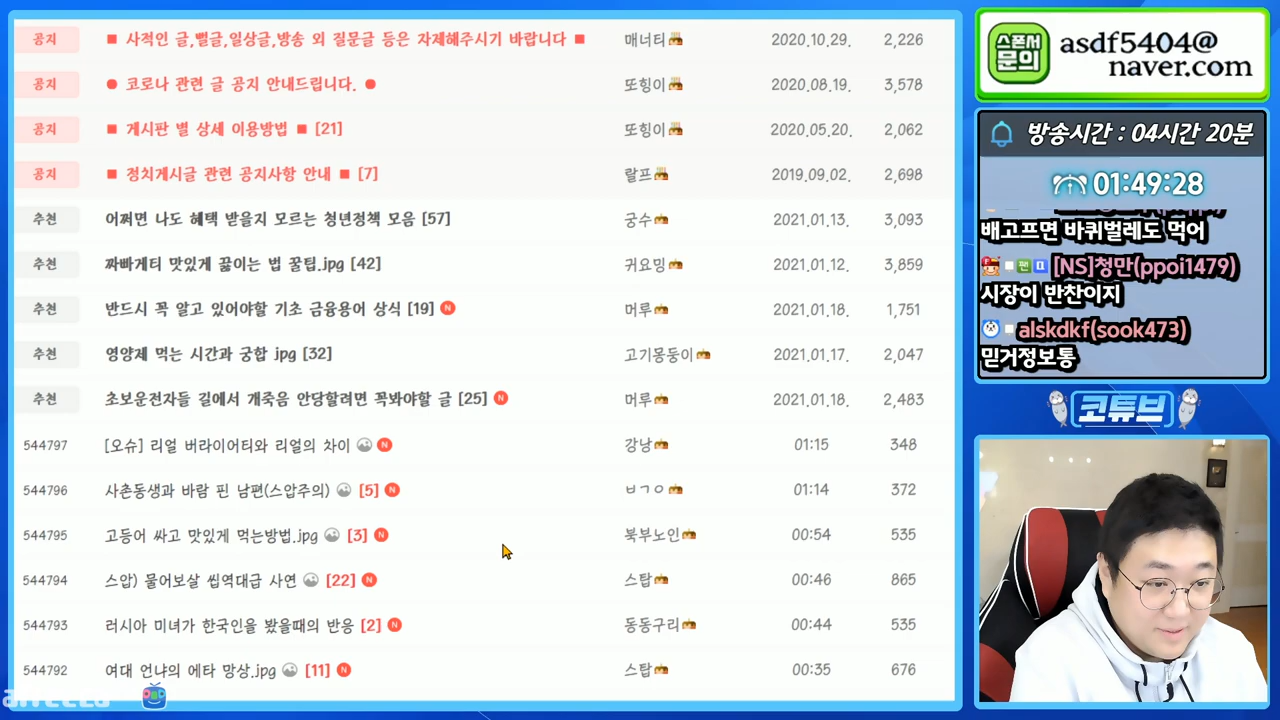 공지 ■ 사적인 글,뻘글,일상글,방송 외 질문글 등은 자제해주시기 바랍니다 ■ 매너티 2020.10.29. 2,226
공지 ● 코로나 관련 글 공지 안내드립니다. ● 또힝이 2020.08.19. 3,578
공지 ■ 게시판 별 상세 이용방법 ■ [21] 또힝이 2020.05.20. 2,062
공지 ■ 정치게시글 관련 공지사항 안내 ■ [7] 랄프 2019.09.02. 2,698
추천 어쩌면 나도 혜택 받을지 모르는 청년정책 모음 [57] 궁수 2021.01.13. 3,093
추천 짜빠게티 맛있게 끓이는 법 꿀팁.jpg [42] 귀요밍 2021.01.12. 3,859
추천 반드시 꼭 알고 있어야할 기초 금융용어 상식 [19] N 머루 2021.01.18. 1,751
추천 영양제 먹는 시간과 궁합 jpg [32] 고기몽둥이 2021.01.17. 2,047
추천 초보운전자들 길에서 개죽음 안당할려면 꼭봐야할 글 [25] N 머루 2021.01.18. 2,483
544797 [오슈] 리얼 버라이어티와 리얼의 차이 N 강낭 01:15 348
544796 사촌동생과 바람 핀 남편(스압주의) [5] N ㅂㄱㅇ 01:14 372
544795 고등어 싸고 맛있게 먹는방법.jpg [3] N 북부노인 00:54 535
544794 스압) 물어보살 씹역대급 사연 [22] N 스탑 00:46 865
544793 러시아 미녀가 한국인을 봤을때의 반응 [2] N 동동구리 00:44 535
544792 여대 언냐의 에타 망상.jpg [11] N 스탑 00:35 676
스폰서
문의
asdf5404@
naver.com
방송시간 : 04시간 20분
01:49:28
배고프면 바퀴벌레도 먹어
팬 [NS]청만(ppoi1479)
시장이 반찬이지
alskdkf(sook473)
믿거정보통
코튜브